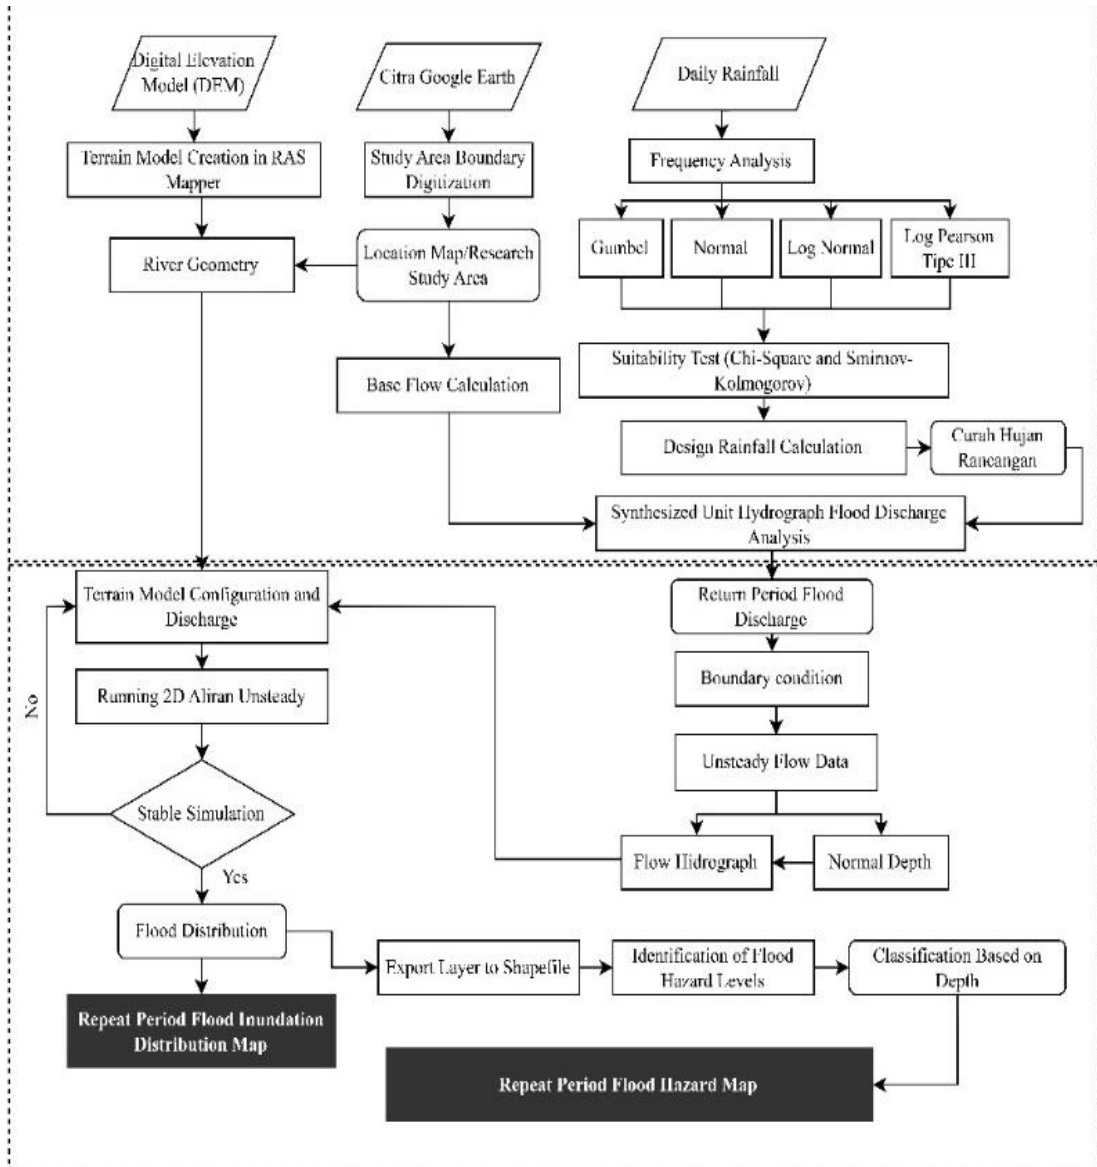 Digital Elevation
Model (DEM)
Citra Google Earth
Daily Rainfall
Terrain Model Creation in RAS
Mapper
Study Area Boundary
Digitization
Frequency Analysis
River Geometry
Location Map/Research
Study Area
Gumbel
Normal
Log Normal
Log Pearson
Tipe III
Base Flow Calculation
Suitability Test (Chi-Square and Smirnov-
Kolmogorov)
Design Rainfall Calculation
Curah Hujan
Rancangan
Synthesized Unit Hydrograph Flood Discharge
Analysis
Terrain Model Configuration and
Discharge
Return Period Flood
Discharge
Running 2D Aliran Unsteady
Boundary condition
No
Unsteady Flow Data
Stable Simulation
Flow Hidrograph
Normal Depth
Yes
Flood Distribution
Export Layer to Shapefile
Identification of Flood
Hazard Levels
Classification Based on
Depth
Repeat Period Flood Inundation
Distribution Map
Repeat Period Flood Hazard Map